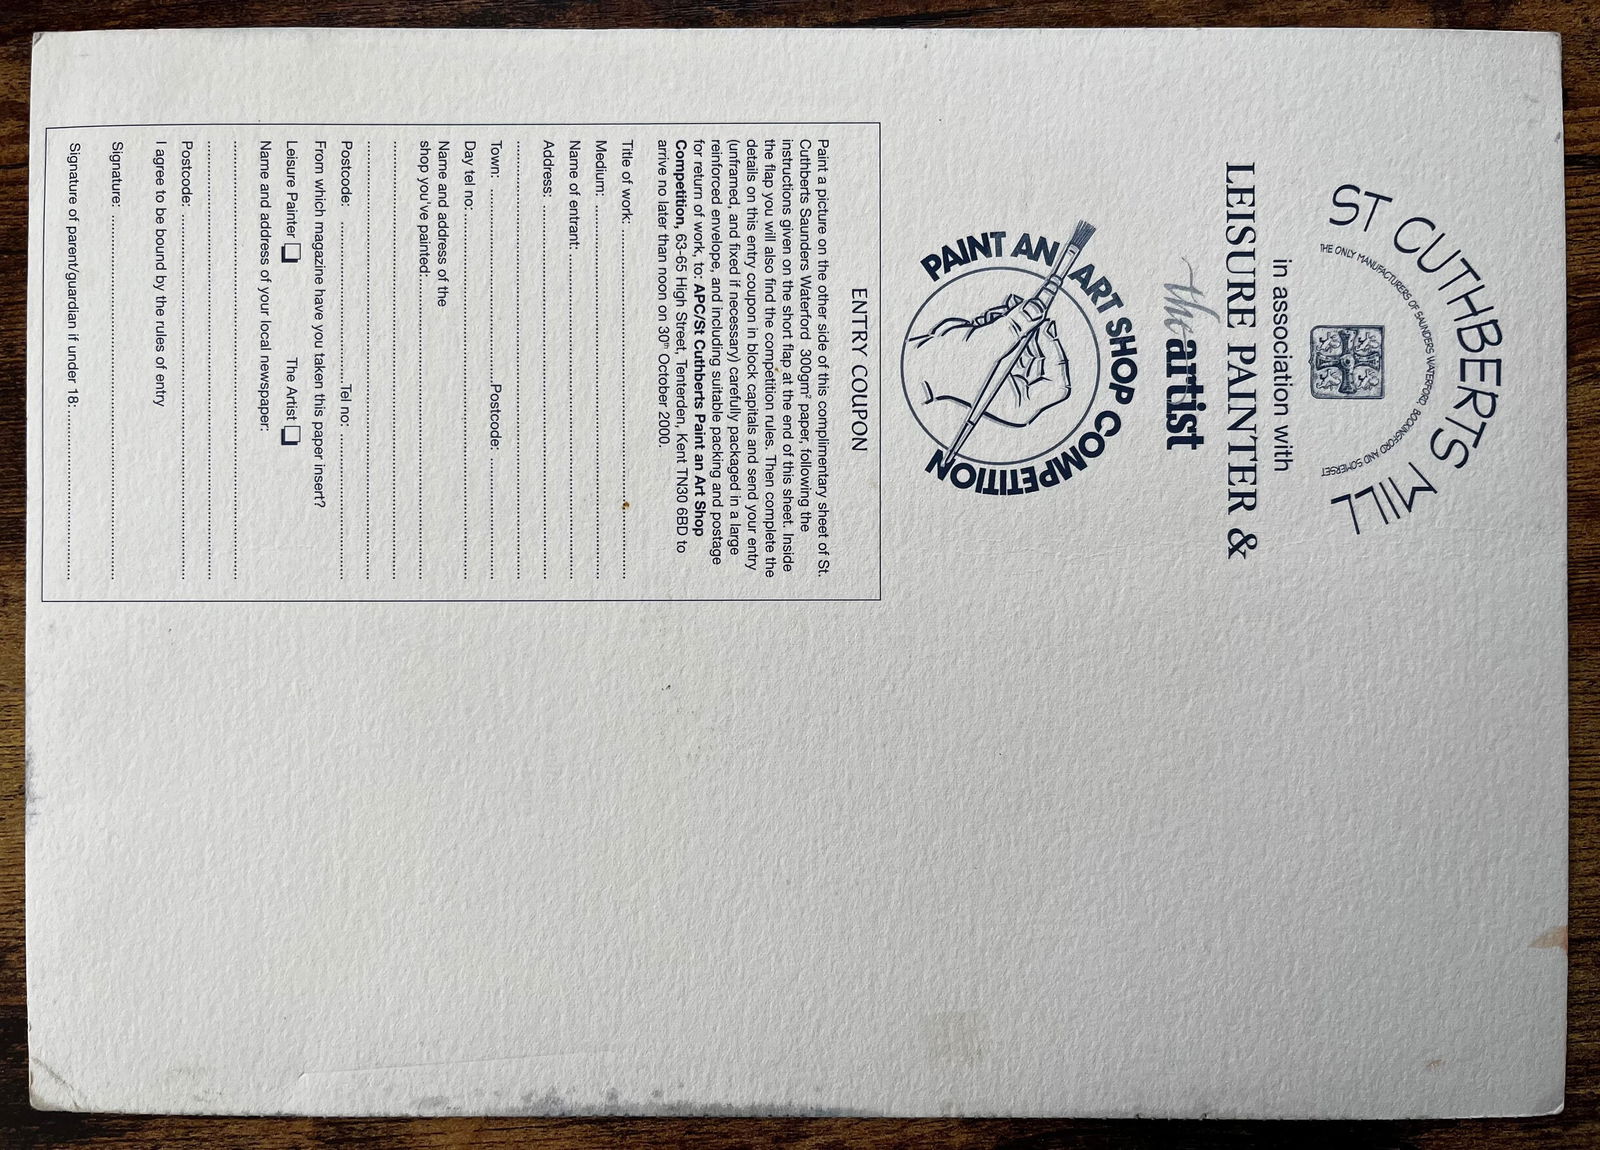 ST CUTHBERTS MILL
THE ONLY MANUFACTURERS OF SAUNDERS WATERFORD, BOCKINGFORD AND SOMERSET
in association with
LEISURE PAINTER &
the artist
PAINT AN ART SHOP COMPETITION
ENTRY COUPON
Paint a picture on the other side of this complimentary sheet of St.
Cuthberts Saunders Waterford 300gm² paper, following the
instructions given on the short flap at the end of this sheet. Inside
the flap you will also find the competition rules. Then complete the
details on this entry coupon in block capitals and send your entry
(unframed, and fixed if necessary) carefully packaged in a large
reinforced envelope, and including suitable packing and postage
for return of work, to: APC/St Cuthberts Paint an Art Shop
Competition, 63-65 High Street, Tenterden, Kent TN30 6BD to
arrive no later than noon on 30th October 2000.
Title of work:
Medium:
Name of entrant:
Address:
Town: Postcode:
Day tel no:
Name and address of the
shop you've painted:
Postcode: Tel no:
From which magazine have you taken this paper insert?
Leisure Painter The Artist
Name and address of your local newspaper:
Postcode:
I agree to be bound by the rules of entry
Signature:
Signature of parent/guardian if under 18: